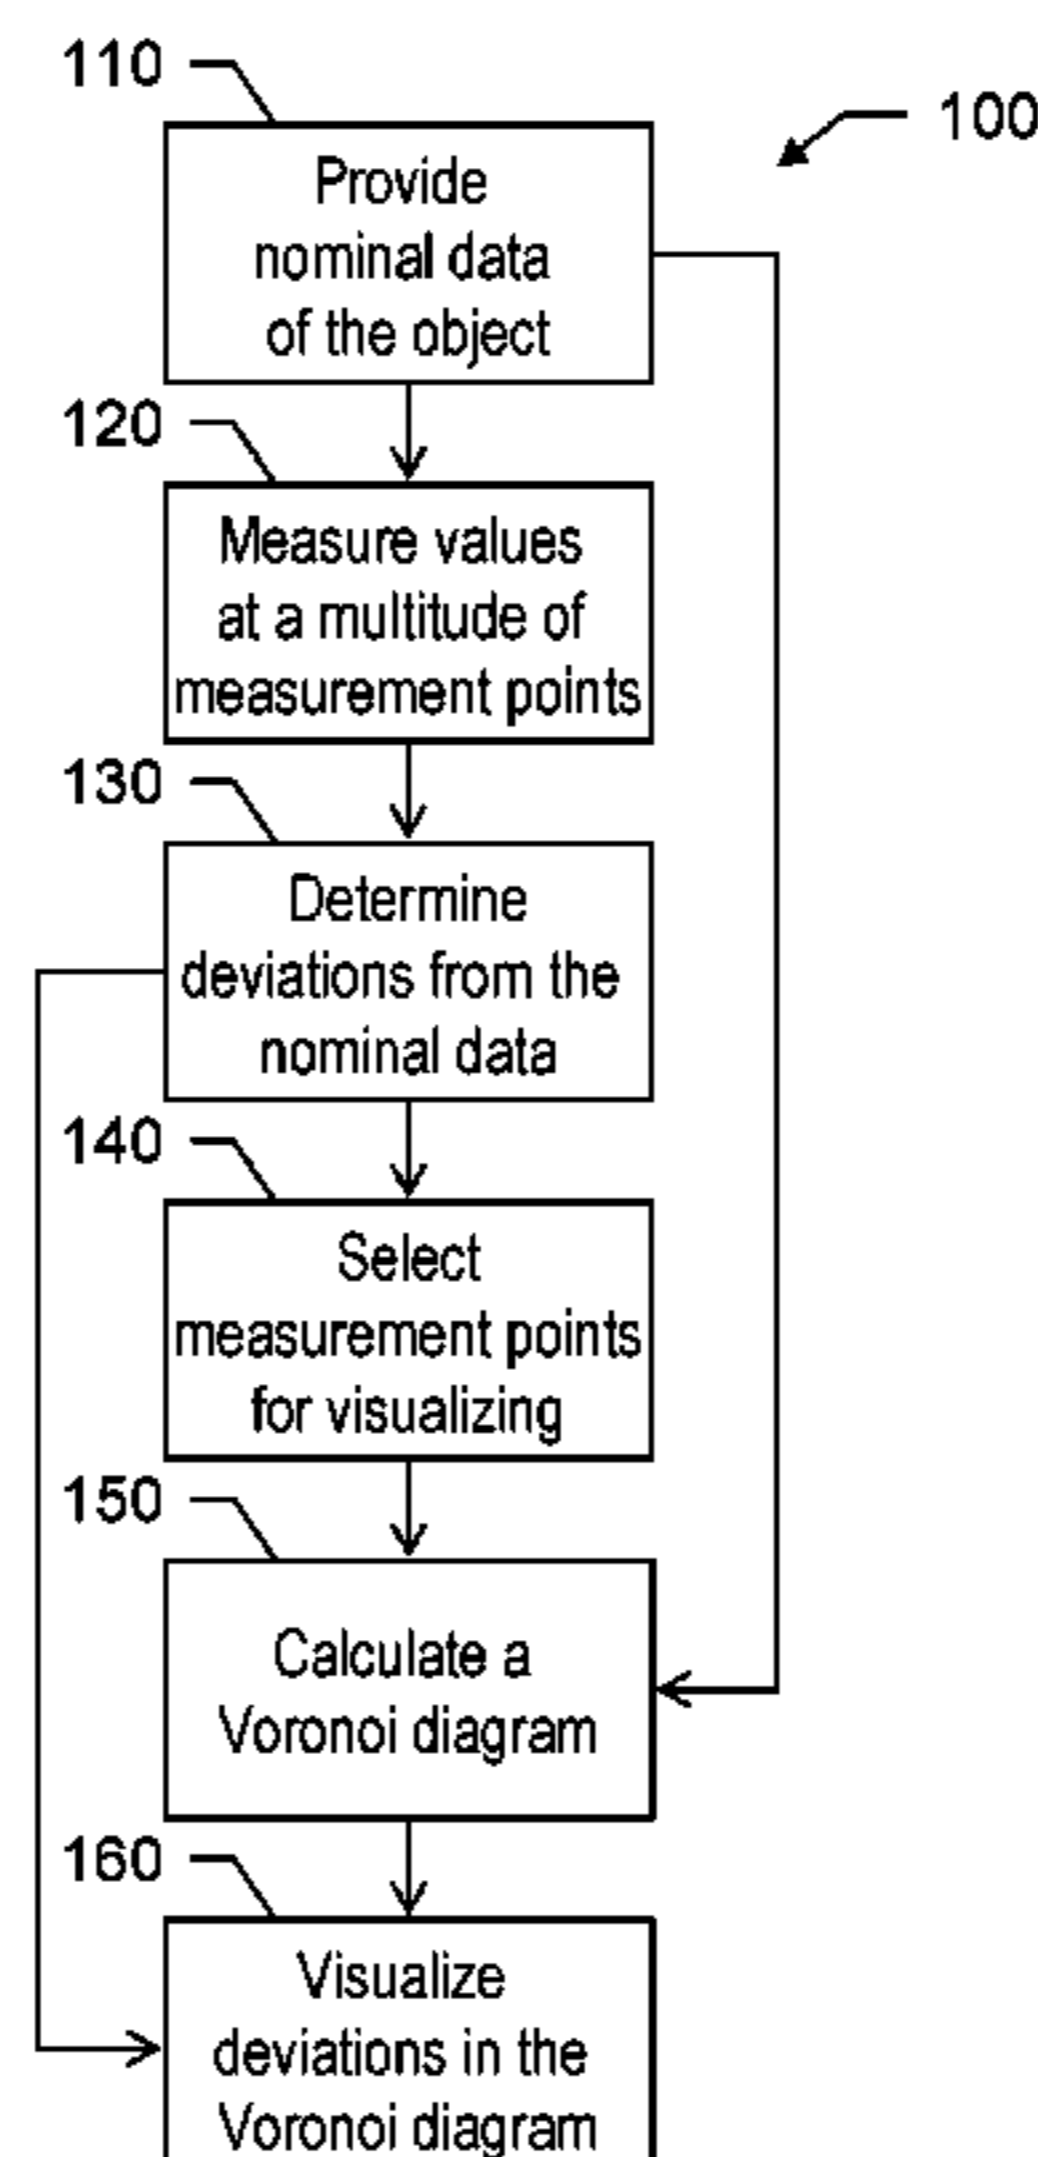 110
100
Provide
nominal data
of the object
120
Measure values
at a multitude of
measurement points
130
Determine
deviations from the
nominal data
140
Select
measurement points
for visualizing
150
Calculate a
Voronoi diagram
160
Visualize
deviations in the
Voronoi diagram